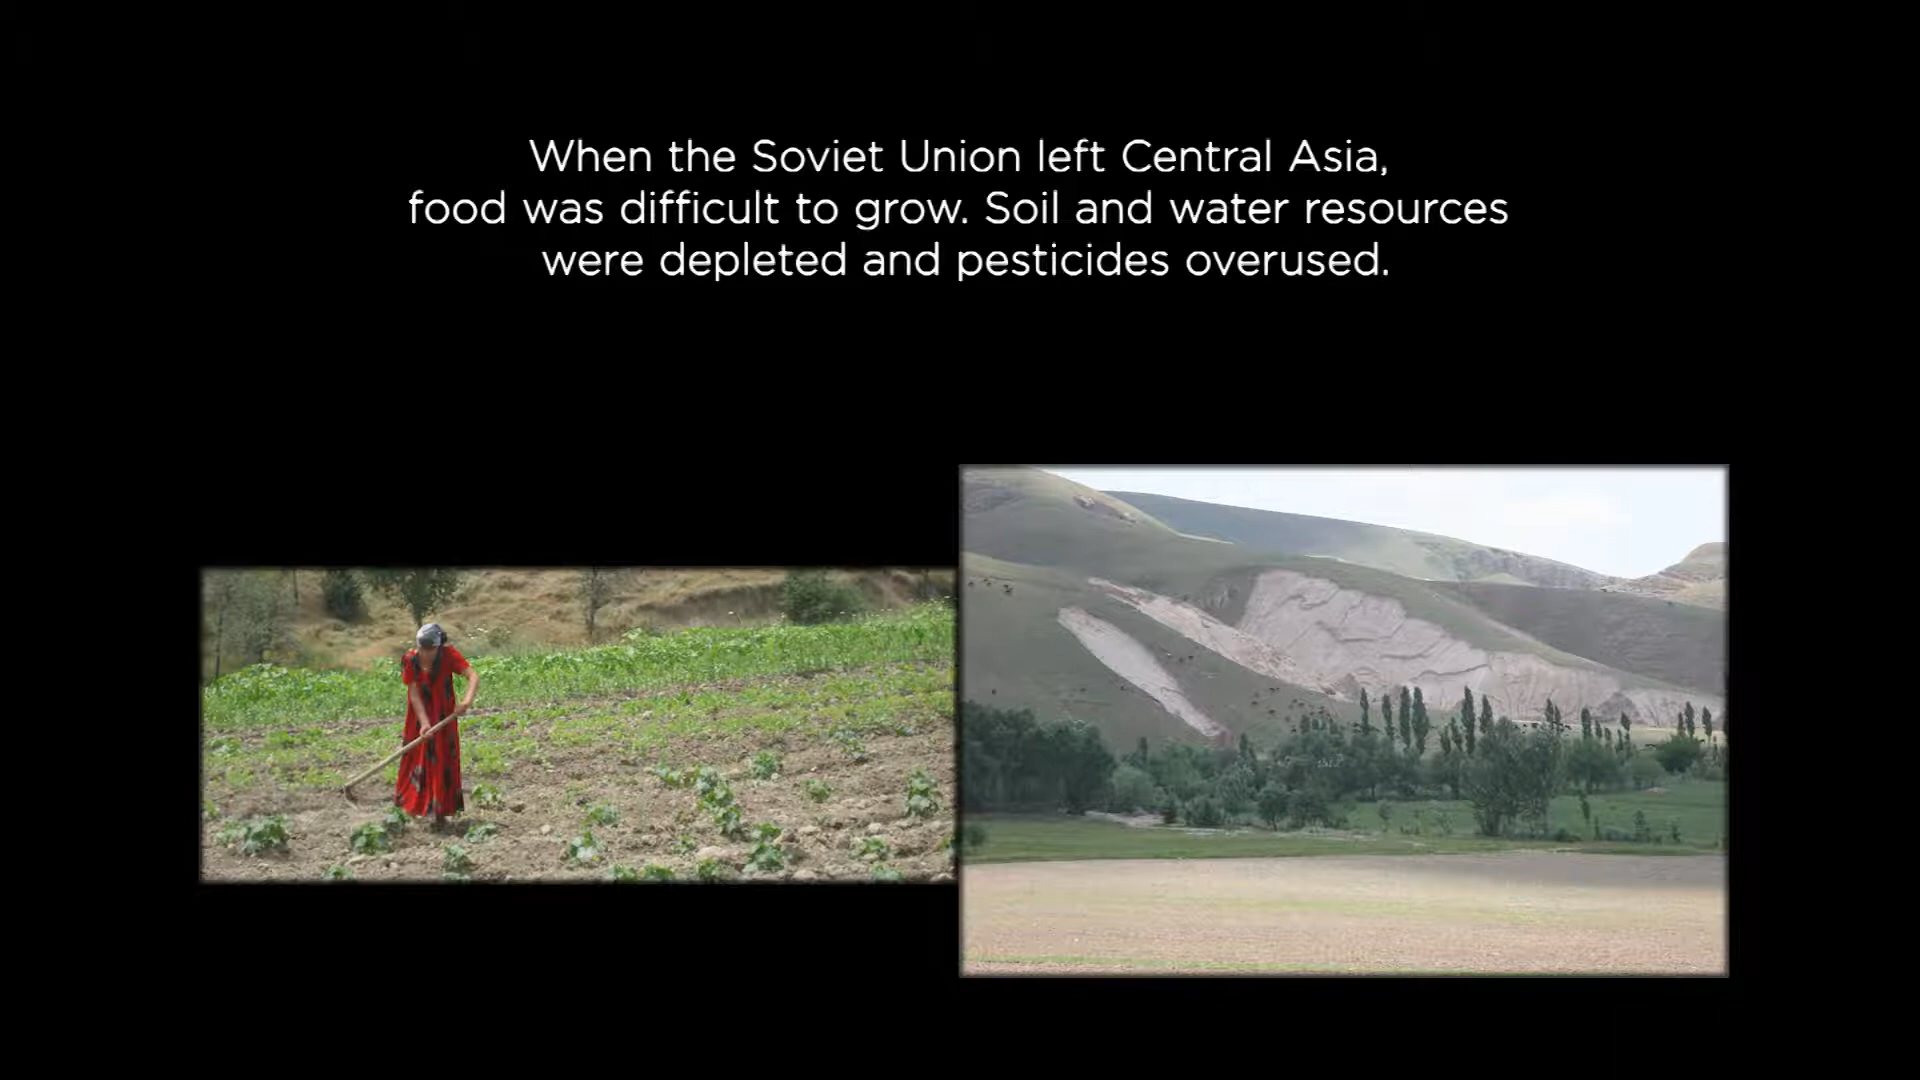 When the Soviet Union left Central Asia,
food was difficult to grow. Soil and water resources
were depleted and pesticides overused.